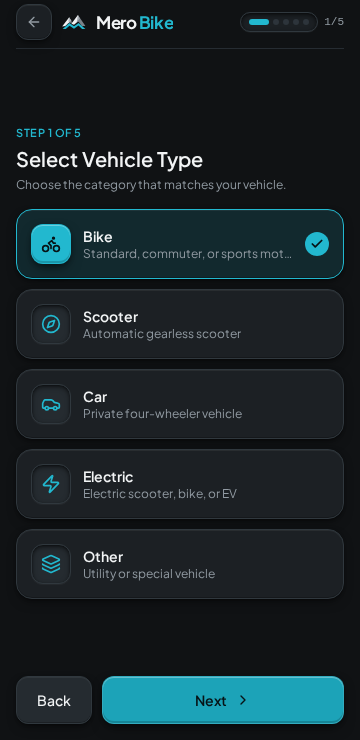 Mero Bike
1/5
STEP 1 OF 5
Select Vehicle Type
Choose the category that matches your vehicle.
Bike
Standard, commuter, or sports mot...
Scooter
Automatic gearless scooter
Car
Private four-wheeler vehicle
Electric
Electric scooter, bike, or EV
Other
Utility or special vehicle
Back
Next